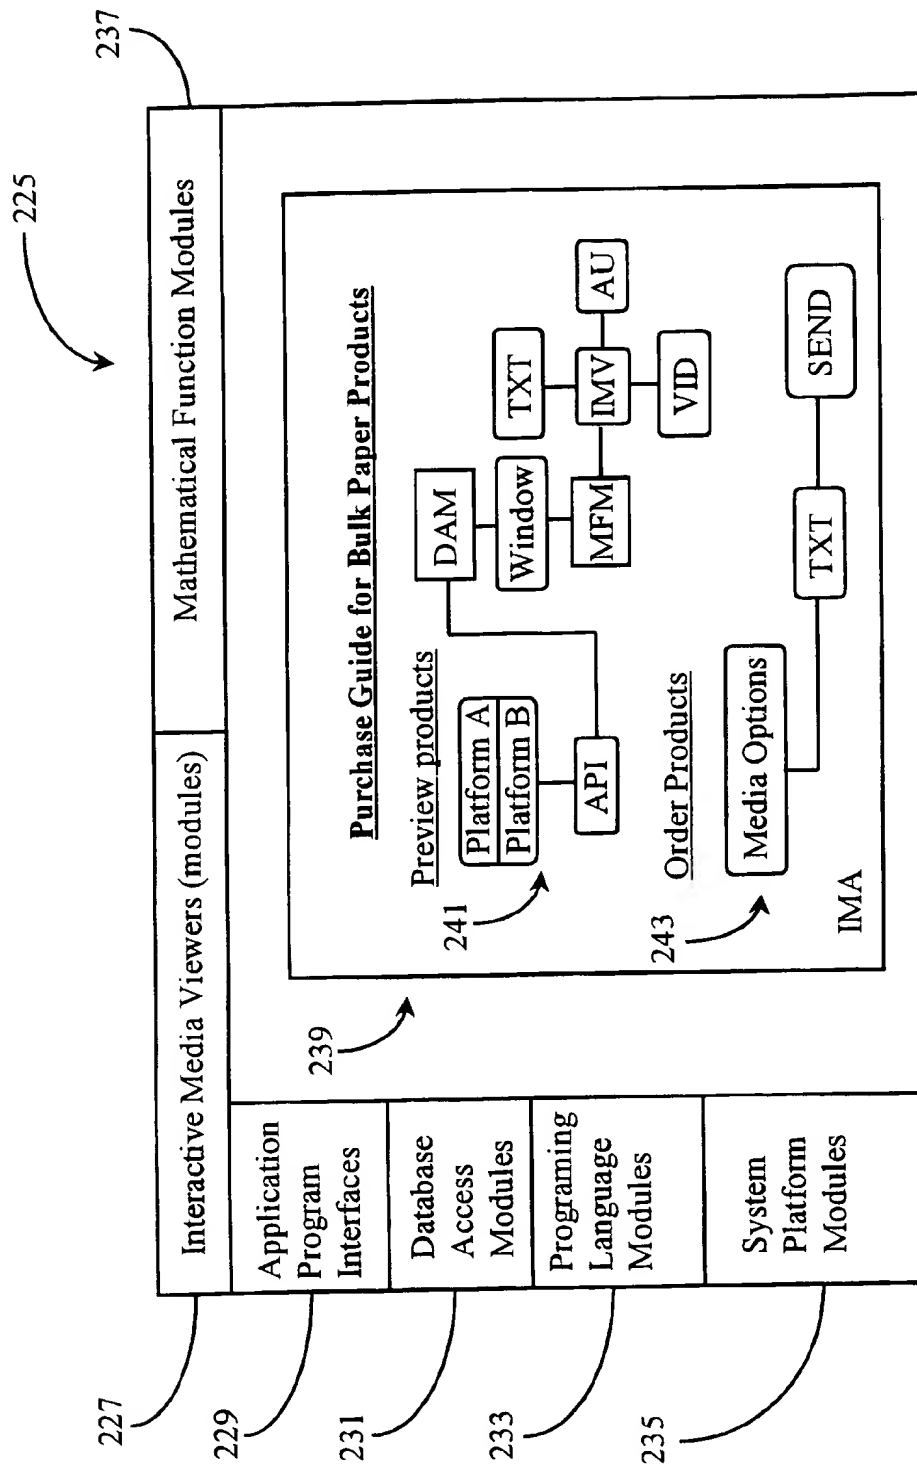 225
237
227
Interactive Media Viewers (modules)
Mathematical Function Modules
229
Application
Program
Interfaces
231
Database
Access
Modules
233
Programing
Language
Modules
235
System
Platform
Modules
239
Purchase Guide for Bulk Paper Products
Preview products
241
Platform A
Platform B
API
DAM
Window
MFM
TXT
IMV
AU
VID
Order Products
243
Media Options
TXT
SEND
IMA